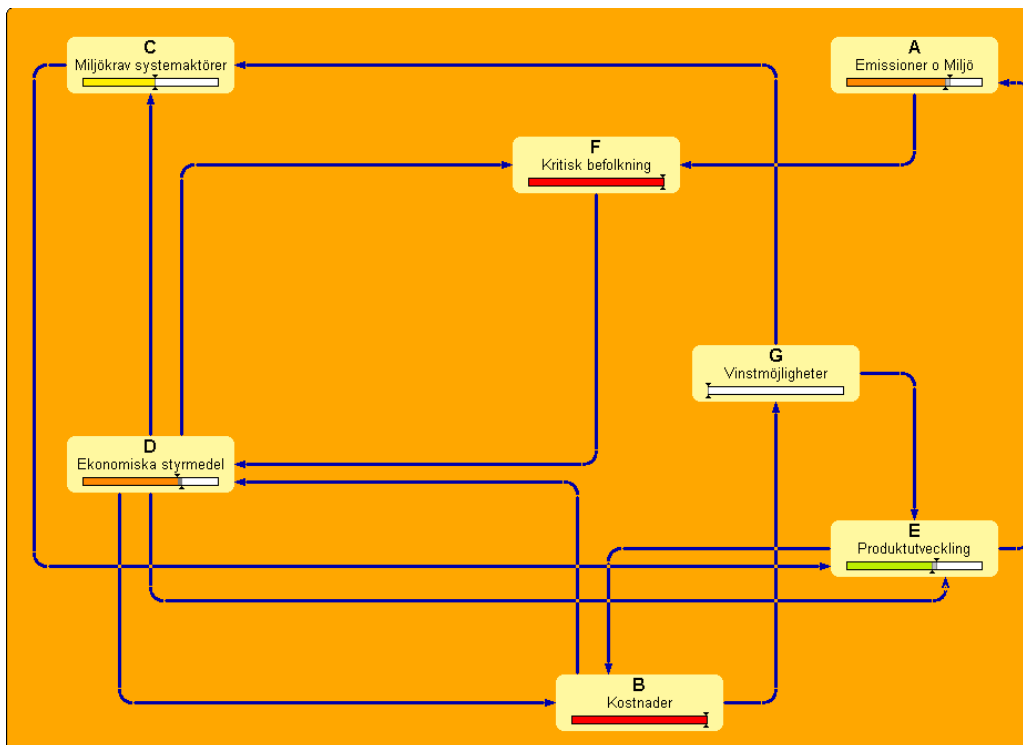 C
Miljökrav systemaktörer
A
Emissioner o Miljö
F
Kritisk befolkning
G
Vinstmöjligheter
D
Ekonomiska styrmedel
E
Produktutveckling
B
Kostnader